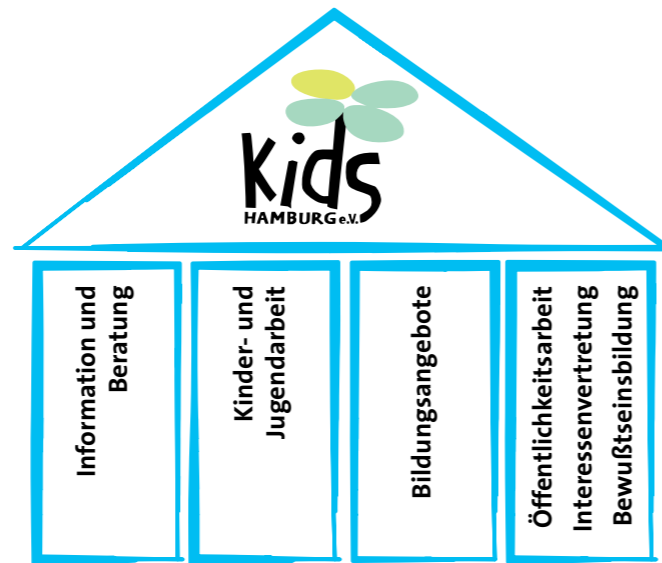 Kids
HAMBURG e.V.
Information und
Beratung
Kinder- und
Jugendarbeit
Bildungsangebote
Öffentlichkeitsarbeit
Interessenvertretung
Bewußtseinsbildung